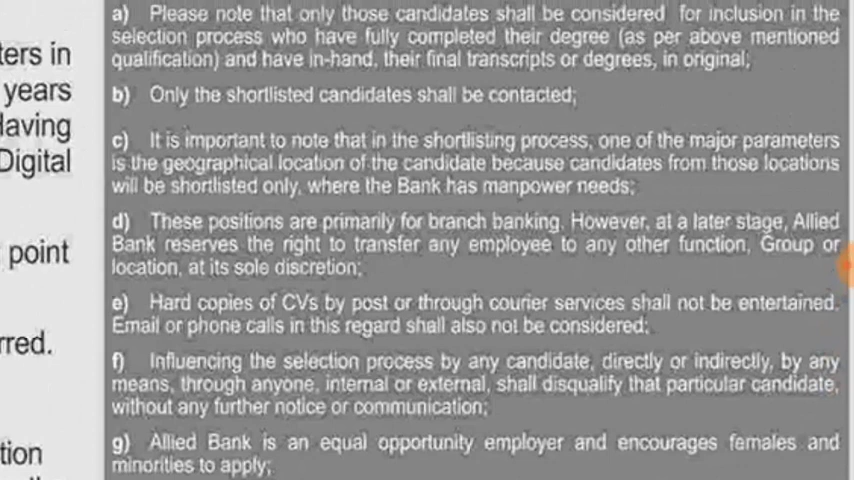 ters in
years
Having
Digital
point
rred.
tion
a) Please note that only those candidates shall be considered for inclusion in the
selection process who have fully completed their degree (as per above mentioned
qualification) and have in-hand, their final transcripts or degrees, in original;
b) Only the shortlisted candidates shall be contacted;
c) It is important to note that in the shortlisting process, one of the major parameters
is the geographical location of the candidate because candidates from those locations
will be shortlisted only, where the Bank has manpower needs;
d) These positions are primarily for branch banking. However, at a later stage, Allied
Bank reserves the right to transfer any employee to any other function, Group or
location, at its sole discretion;
e) Hard copies of CVs by post or through courier services shall not be entertained.
Email or phone calls in this regard shall also not be considered;
f) Influencing the selection process by any candidate, directly or indirectly, by any
means, through anyone, internal or external, shall disqualify that particular candidate,
without any further notice or communication;
g) Allied Bank is an equal opportunity employer and encourages females and
minorities to apply;